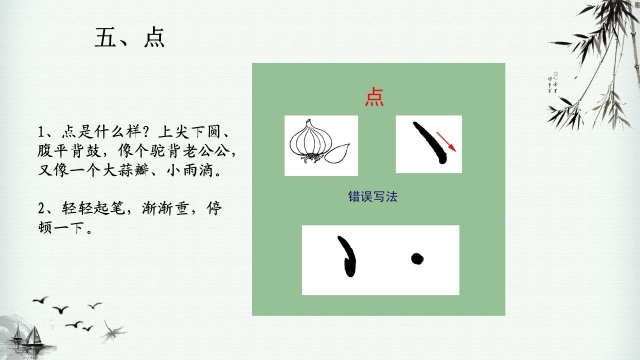 五、点
1、点是什么样？上尖下圆、
腹平背鼓，像个驼背老公公，
又像一个大蒜瓣、小雨滴。
2、轻轻起笔，渐渐重，停
顿一下。
点
错误写法